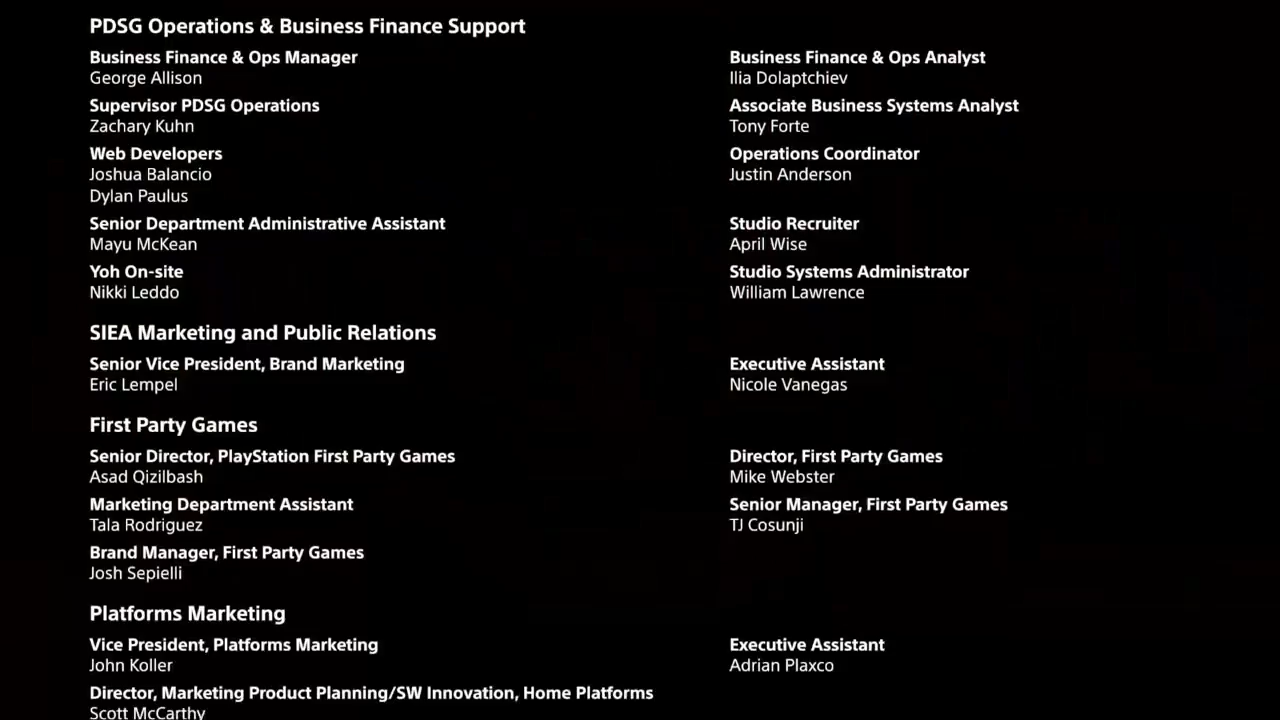 PDSG Operations & Business Finance Support
Business Finance & Ops Manager
George Allison
Business Finance & Ops Analyst
Ilia Dolaptchiev
Supervisor PDSG Operations
Zachary Kuhn
Associate Business Systems Analyst
Tony Forte
Web Developers
Joshua Balancio
Dylan Paulus
Operations Coordinator
Justin Anderson
Senior Department Administrative Assistant
Mayu McKean
Studio Recruiter
April Wise
Yoh On-site
Nikki Leddo
Studio Systems Administrator
William Lawrence
SIEA Marketing and Public Relations
Senior Vice President, Brand Marketing
Eric Lempel
Executive Assistant
Nicole Vanegas
First Party Games
Senior Director, PlayStation First Party Games
Asad Qizilbash
Director, First Party Games
Mike Webster
Marketing Department Assistant
Tala Rodriguez
Senior Manager, First Party Games
TJ Cosunji
Brand Manager, First Party Games
Josh Sepielli
Platforms Marketing
Vice President, Platforms Marketing
John Koller
Executive Assistant
Adrian Plaxco
Director, Marketing Product Planning/SW Innovation, Home Platforms
Scott McCarthy